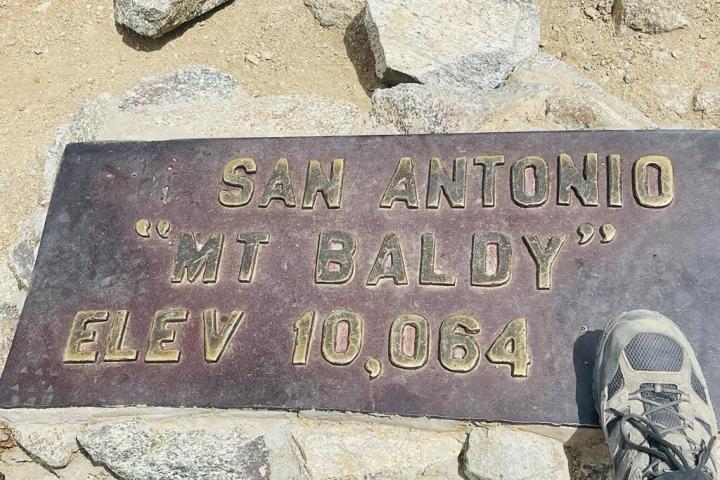 SAN ANTONIO
“MT BALDY”
ELEV 10,064